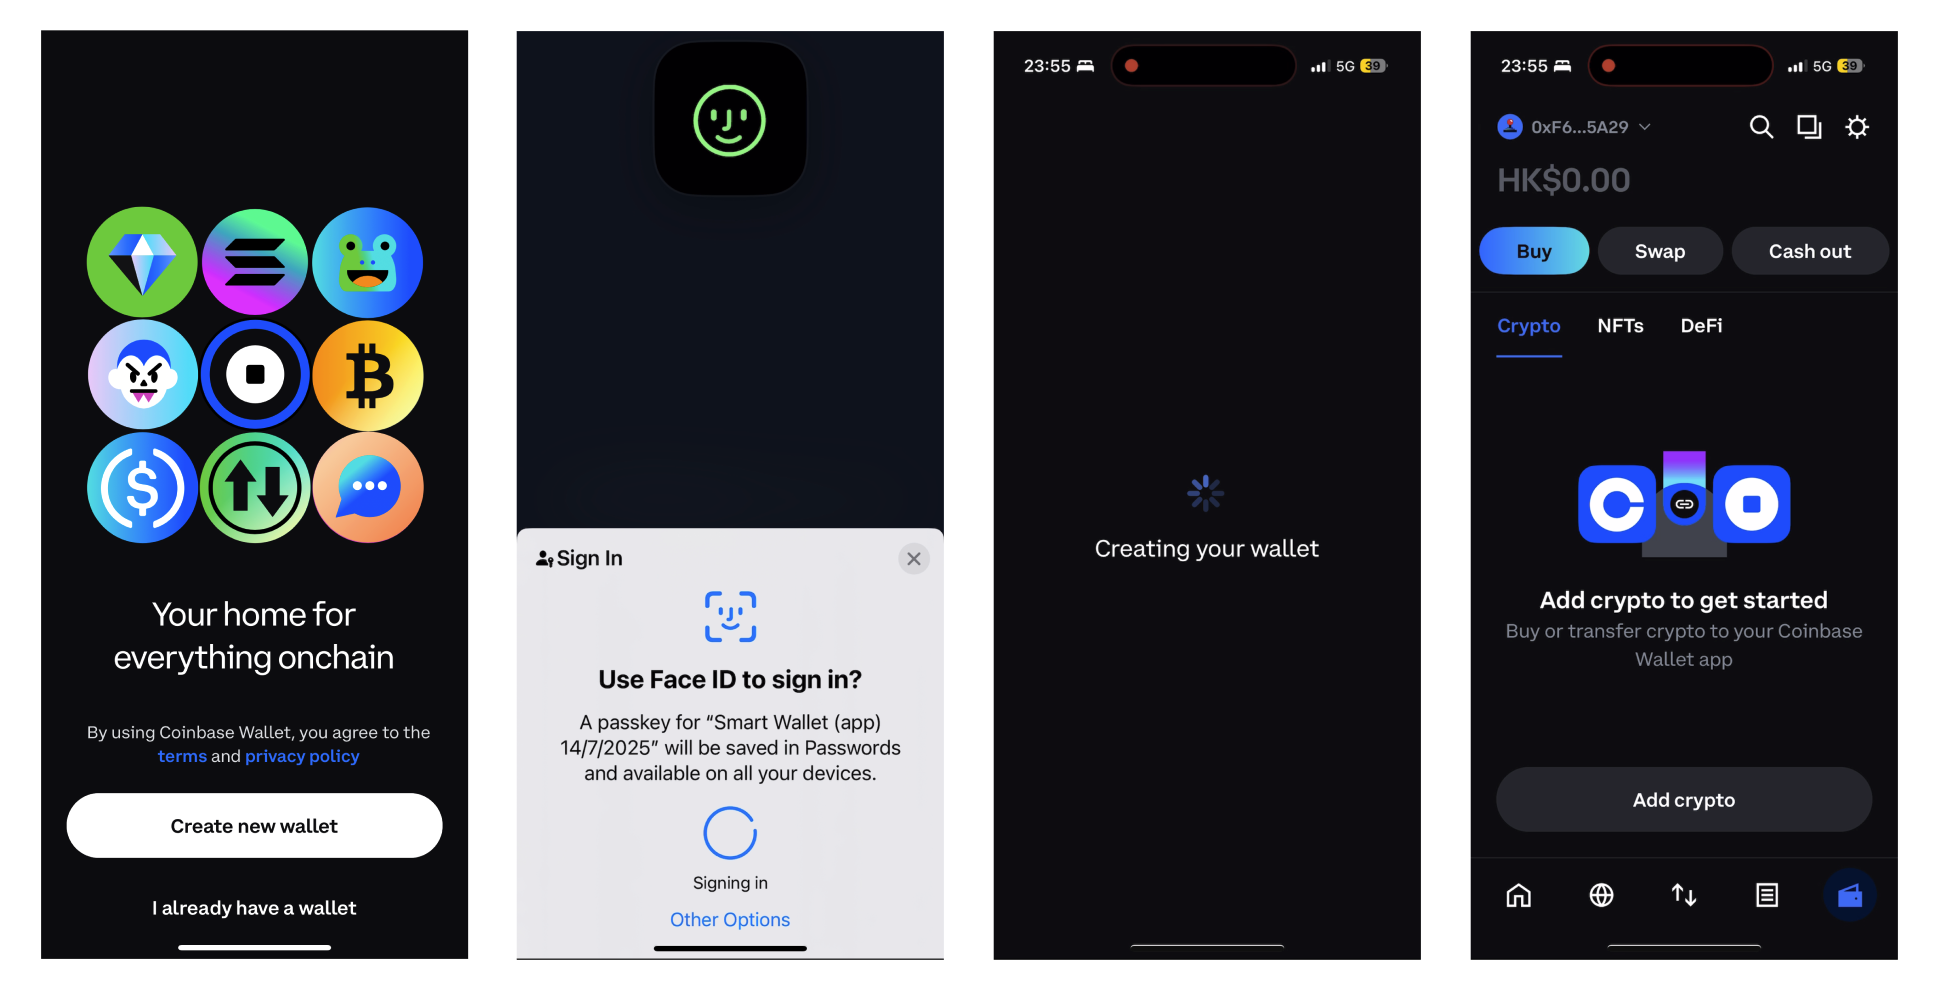 Your home for
everything onchain
By using Coinbase Wallet, you agree to the
terms and privacy policy
Create new wallet
I already have a wallet
Sign In
Use Face ID to sign in?
A passkey for “Smart Wallet (app)
14/7/2025” will be saved in Passwords
and available on all your devices.
Signing in
Other Options
23:55
5G 39
Creating your wallet
23:55
5G 39
0xF6...5A29
HK$0.00
Buy
Swap
Cash out
Crypto
NFTs
DeFi
Add crypto to get started
Buy or transfer crypto to your Coinbase
Wallet app
Add crypto